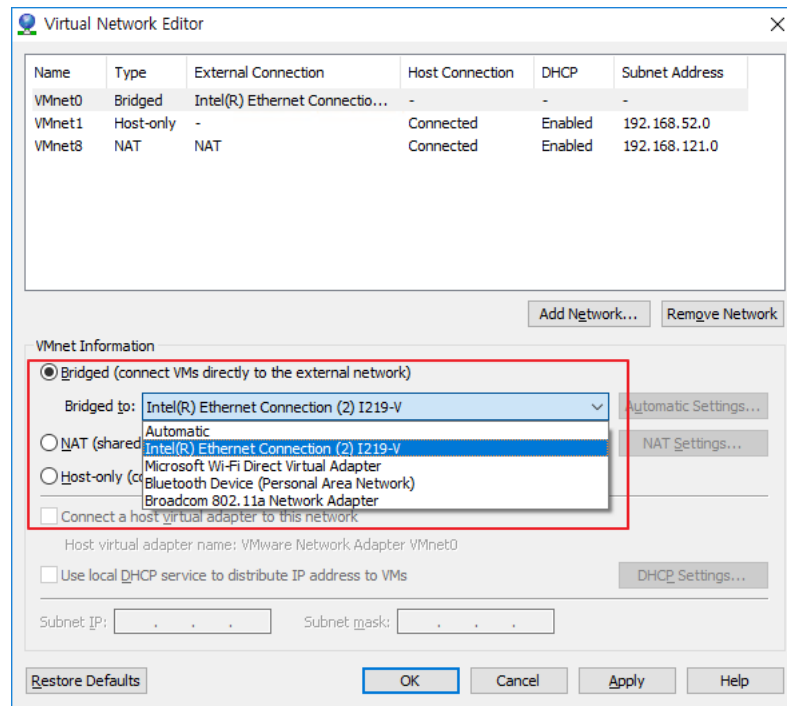 Virtual Network Editor
Name Type External Connection Host Connection DHCP Subnet Address
VMnet0 Bridged Intel(R) Ethernet Connectio... - - -
VMnet1 Host-only - Connected Enabled 192.168.52.0
VMnet8 NAT NAT Connected Enabled 192.168.121.0
Add Network... Remove Network
VMnet Information
Bridged (connect VMs directly to the external network)
Bridged to: Intel(R) Ethernet Connection (2) I219-V Automatic Settings...
Automatic
NAT (shared Intel(R) Ethernet Connection (2) I219-V NAT Settings...
Microsoft Wi-Fi Direct Virtual Adapter
Host-only (co Bluetooth Device (Personal Area Network)
Broadcom 802.11a Network Adapter
Connect a host virtual adapter to this network
Host virtual adapter name: VMware Network Adapter VMnet0
Use local DHCP service to distribute IP address to VMs DHCP Settings...
Subnet IP: . . . Subnet mask: . . .
Restore Defaults OK Cancel Apply Help